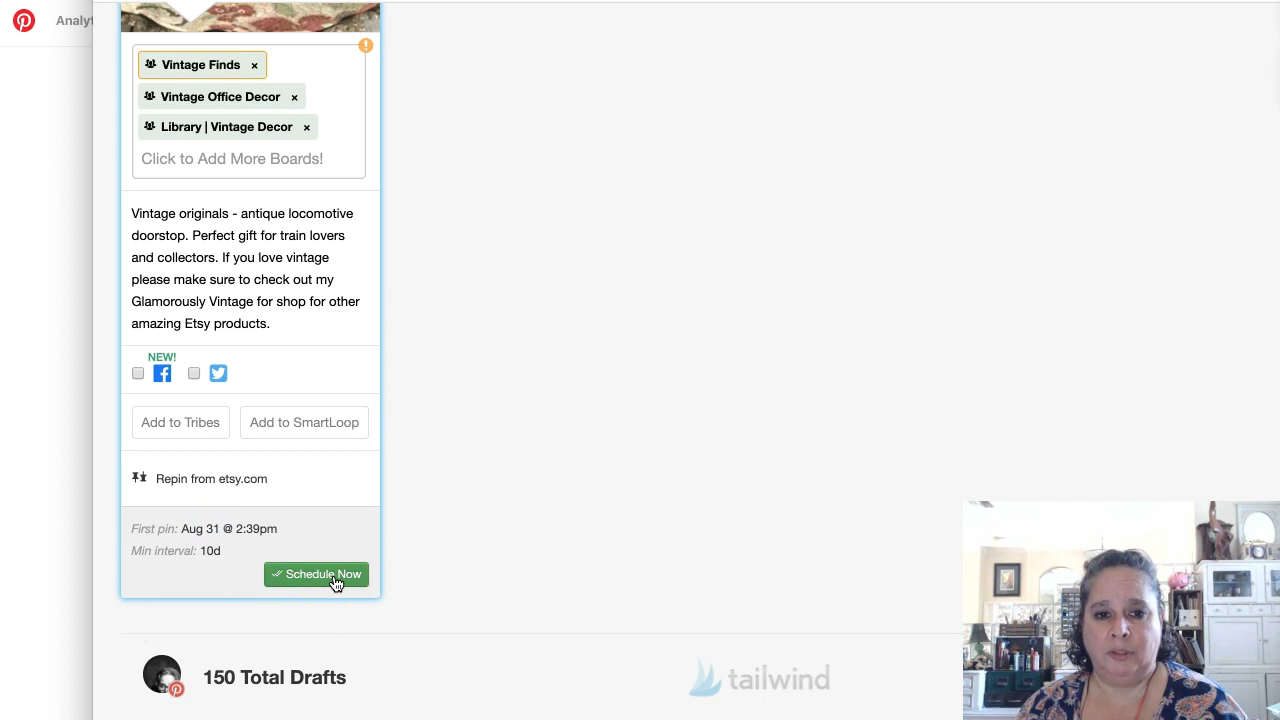 Analyt
Vintage Finds ×
Vintage Office Decor ×
Library | Vintage Decor ×
Click to Add More Boards!
Vintage originals - antique locomotive
doorstop. Perfect gift for train lovers
and collectors. If you love vintage
please make sure to check out my
Glamorously Vintage for shop for other
amazing Etsy products.
NEW!
Add to Tribes Add to SmartLoop
Repin from etsy.com
First pin: Aug 31 @ 2:39pm
Min interval: 10d
Schedule Now
150 Total Drafts
tailwind